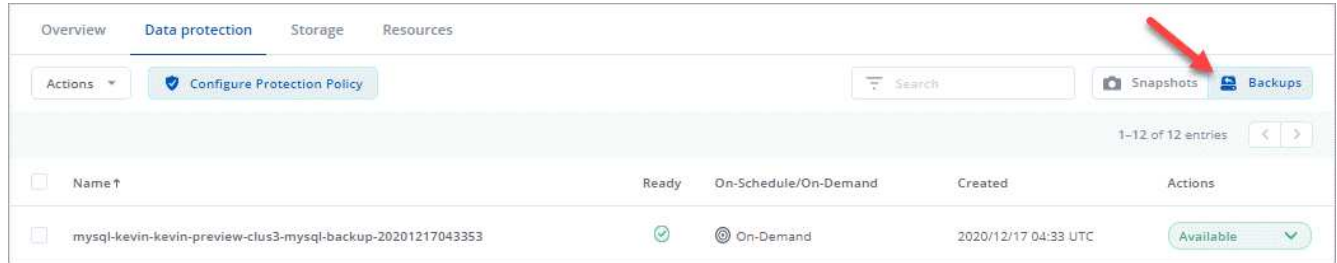 Overview Data protection Storage Resources
Actions Configure Protection Policy Search Snapshots Backups
1–12 of 12 entries
Name↑ Ready On-Schedule/On-Demand Created Actions
mysql-kevin-kevin-preview-clus3-mysql-backup-20201217043353 On-Demand 2020/12/17 04:33 UTC Available